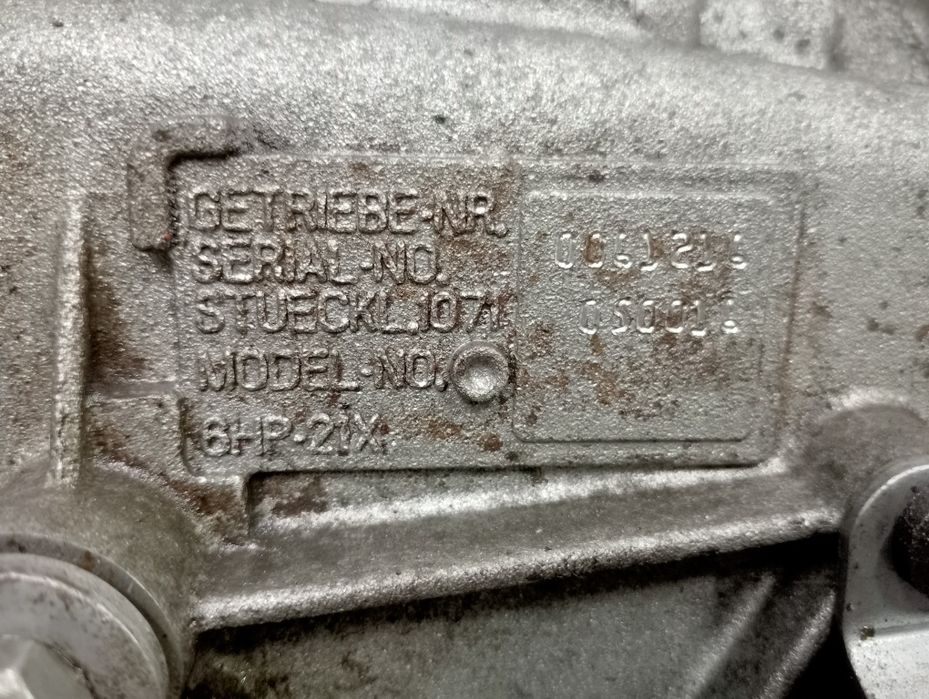 GETRIEBE-NR.
SERIAL-NO.
STUECKL.1071
MODEL-NO.
6HP-21X